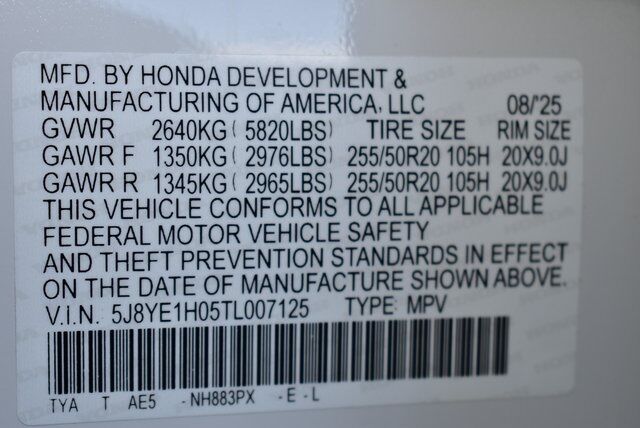 MFD. BY HONDA DEVELOPMENT &
MANUFACTURING OF AMERICA, LLC 08/'25
GVWR 2640KG ( 5820LBS) TIRE SIZE RIM SIZE
GAWR F 1350KG ( 2976LBS) 255/50R20 105H 20X9.0J
GAWR R 1345KG ( 2965LBS) 255/50R20 105H 20X9.0J
THIS VEHICLE CONFORMS TO ALL APPLICABLE
FEDERAL MOTOR VEHICLE SAFETY
AND THEFT PREVENTION STANDARDS IN EFFECT
ON THE DATE OF MANUFACTURE SHOWN ABOVE.
V.I.N. 5J8YE1H05TL007125 TYPE: MPV
TYA T AE5 -NH883PX -E-L